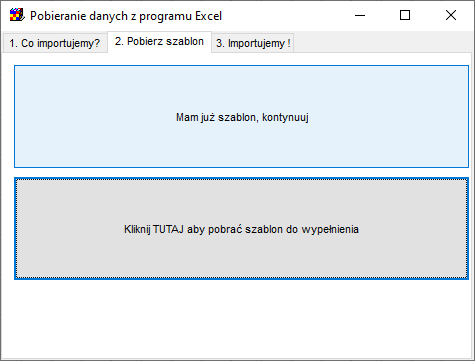 Pobieranie danych z programu Excel
1. Co importujemy? 2. Pobierz szablon 3. Importujemy !
Mam już szablon, kontynuuj
Kliknij TUTAJ aby pobrać szablon do wypełnienia